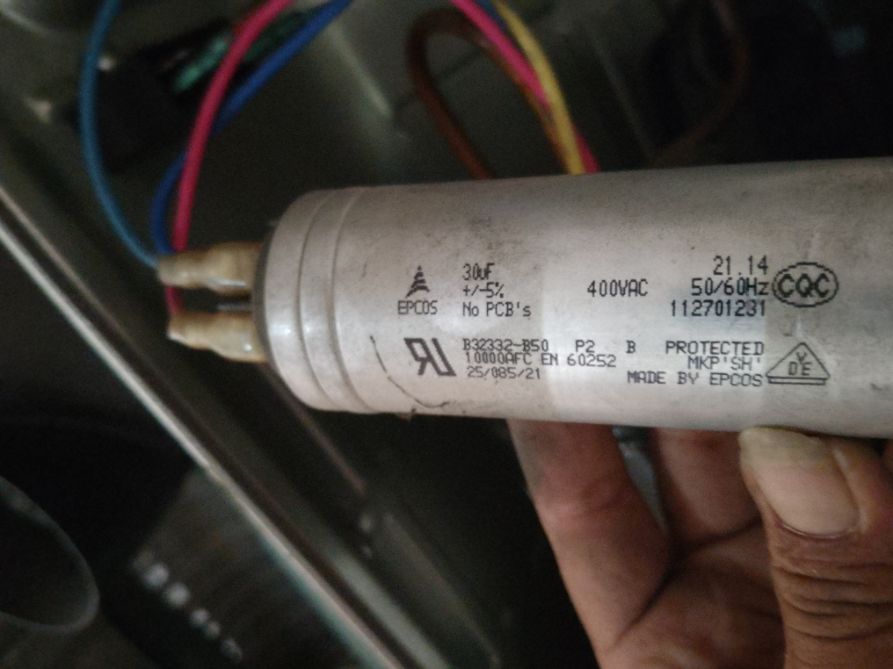 EPCOS
30uF
+/-5%
No PCB's
400VAC
21.14
50/60Hz
112701231
CQC
B32332-B50 P2 B PROTECTED
10000AFC EN 60252 MKP'SH'
25/085/21 MADE BY EPCOS
VDE